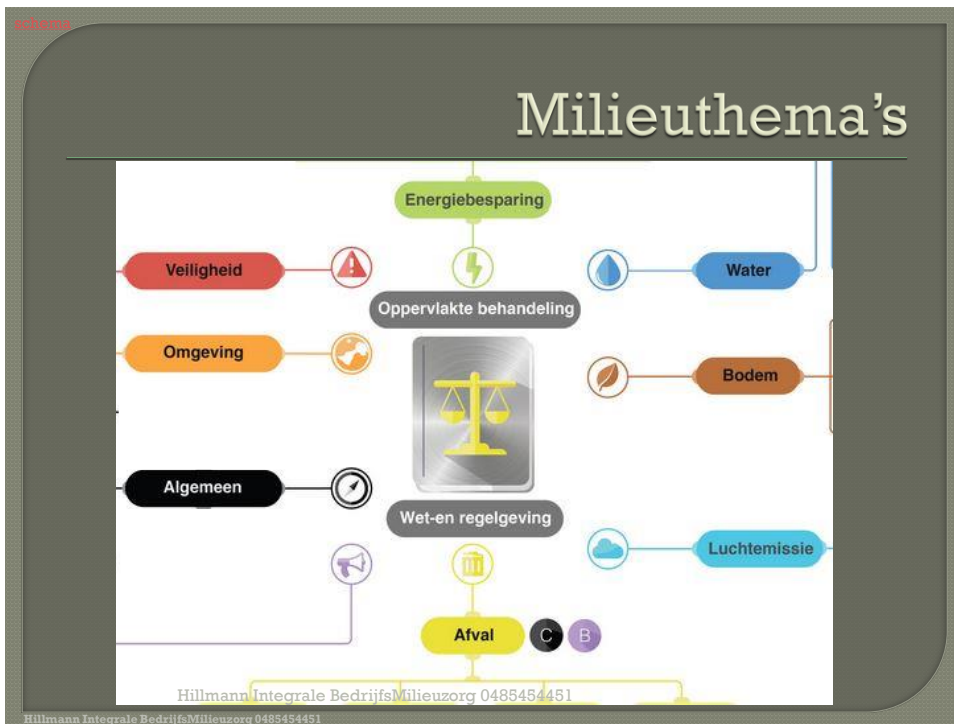 schema
Milieuthema's
Energiebesparing
Veiligheid
Water
Oppervlakte behandeling
Omgeving
Bodem
Algemeen
Wet-en regelgeving
Luchtemissie
Afval
C
B
Hillmann Integrale BedrijfsMilieuzorg 0485454451
Hillmann Integrale BedrijfsMilieuzorg 0485454451